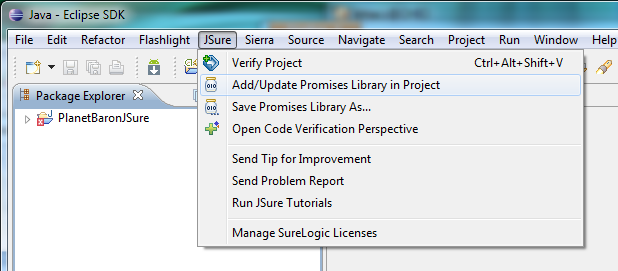 Java - Eclipse SDK
File Edit Refactor Flashlight JSure Sierra Source Navigate Search Project Run Window Help
Package Explorer
PlanetBaronJSure
Verify Project Ctrl+Alt+Shift+V
Add/Update Promises Library in Project
Save Promises Library As...
Open Code Verification Perspective
Send Tip for Improvement
Send Problem Report
Run JSure Tutorials
Manage SureLogic Licenses